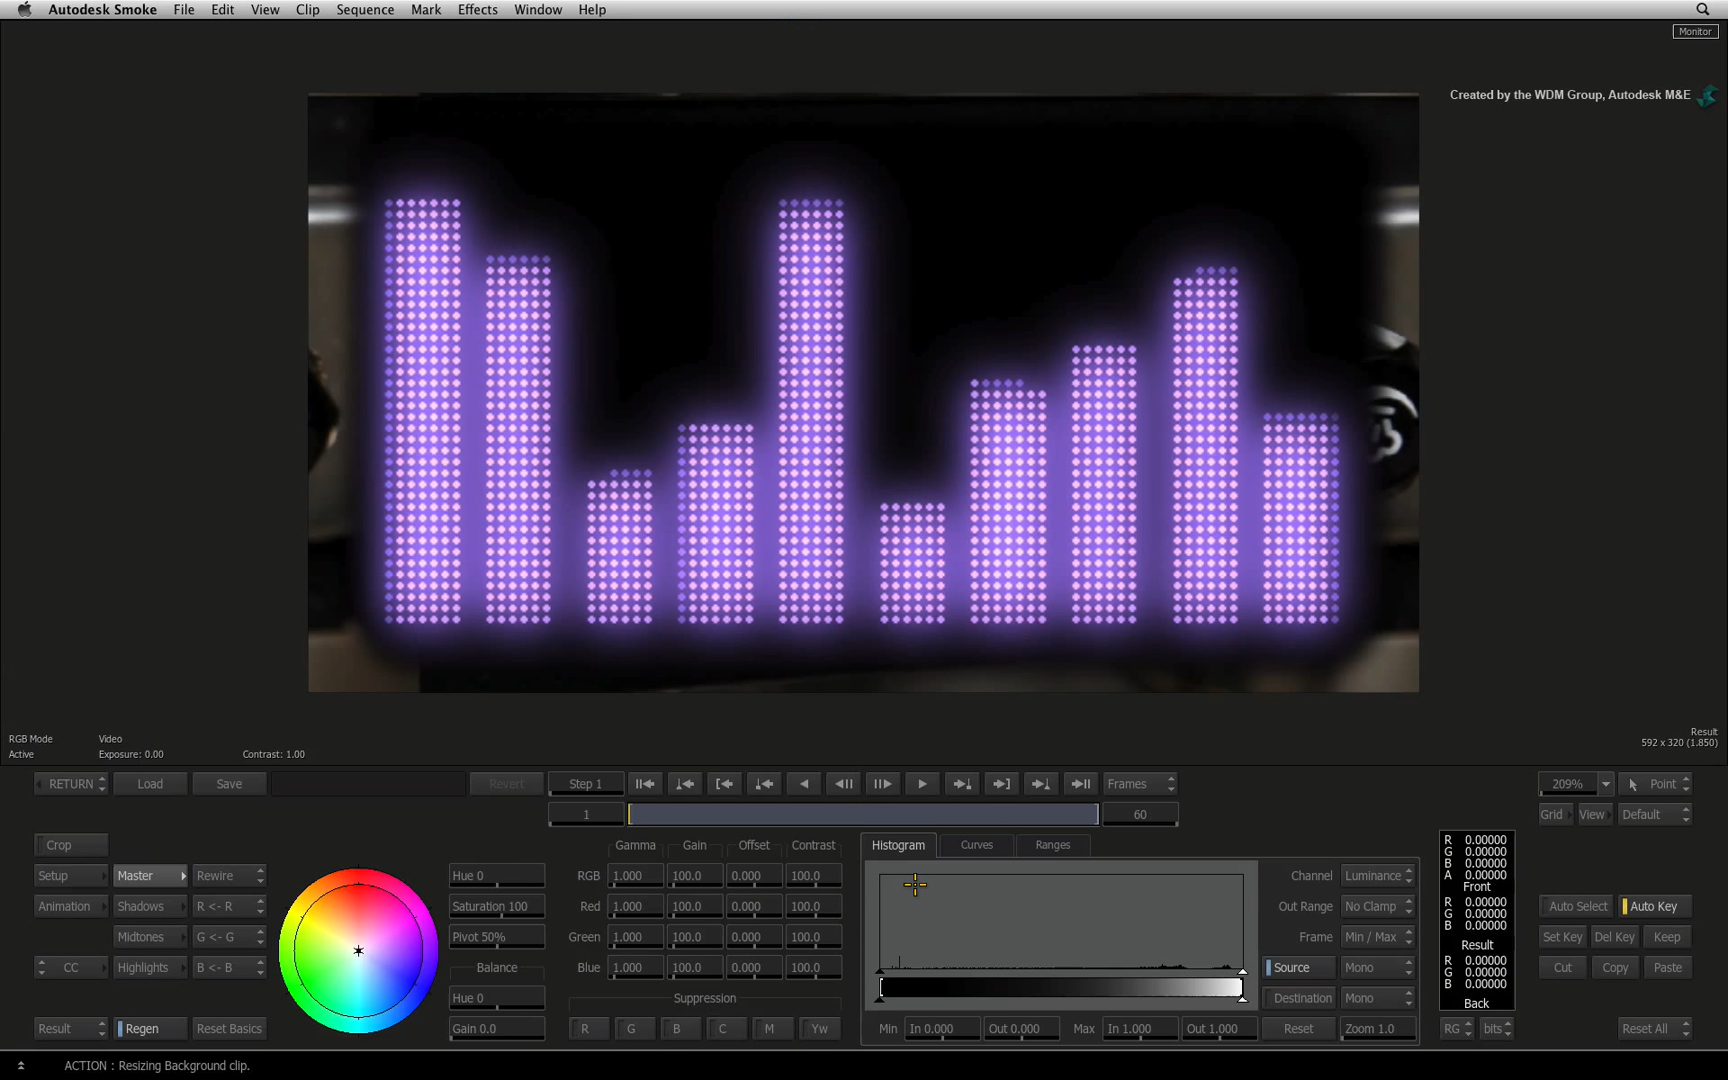 Autodesk Smoke File Edit View Clip Sequence Mark Effects Window Help
Monitor
Created by the WDM Group, Autodesk M&E
RGB Mode Video
Active Exposure: 0.00 Contrast: 1.00
Result
592 x 320 (1.850)
RETURN Load Save Revert Step 1 Frames 209% Point
1 60 Grid View Default
Crop Gamma Gain Offset Contrast Histogram Curves Ranges
Setup Master Rewire Hue 0 RGB 1.000 100.0 0.000 100.0 Channel Luminance
Animation Shadows R <- R Saturation 100 Red 1.000 100.0 0.000 100.0 Out Range No Clamp Auto Select Auto Key
Midtones G <- G Pivot 50% Green 1.000 100.0 0.000 100.0 Frame Min / Max Set Key Del Key Keep
CC Highlights B <- B Balance Blue 1.000 100.0 0.000 100.0 Source Mono Cut Copy Paste
Hue 0 Suppression Destination Mono
Result Regen Reset Basics Gain 0.0 R G B C M Yw Min In 0.000 Out 0.000 Max In 1.000 Out 1.000 Reset Zoom 1.0 RG bits Reset All
R 0.00000
G 0.00000
B 0.00000
A 0.00000
Front
R 0.00000
G 0.00000
B 0.00000
Result
R 0.00000
G 0.00000
B 0.00000
Back
ACTION : Resizing Background clip.